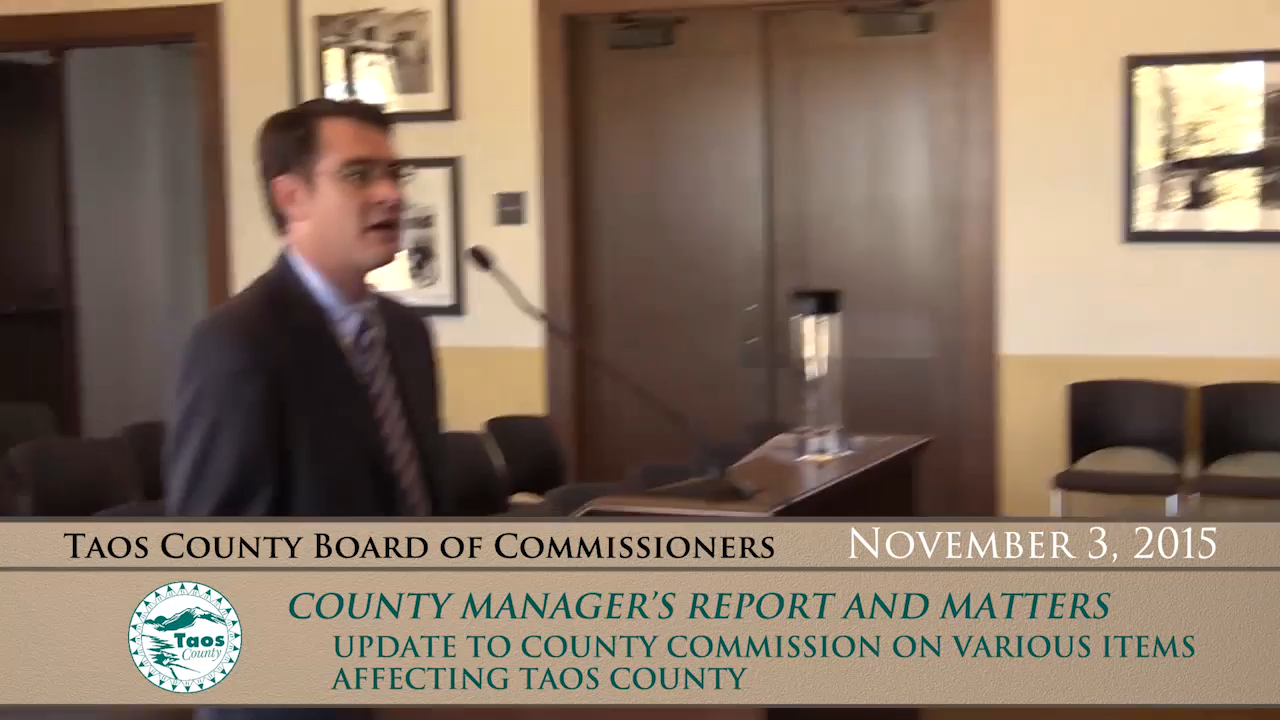 TAOS COUNTY BOARD OF COMMISSIONERS NOVEMBER 3, 2015
Taos
County
COUNTY MANAGER'S REPORT AND MATTERS
UPDATE TO COUNTY COMMISSION ON VARIOUS ITEMS
AFFECTING TAOS COUNTY